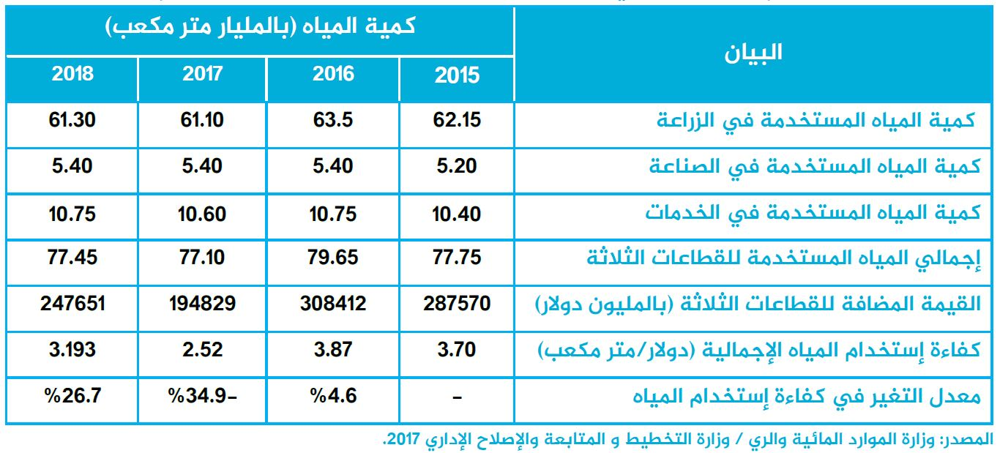 البيان كمية المياه (بالمليار متر مكعب)
2015 2016 2017 2018
كمية المياه المستخدمة في الزراعة 62.15 63.5 61.10 61.30
كمية المياه المستخدمة في الصناعة 5.20 5.40 5.40 5.40
كمية المياه المستخدمة في الخدمات 10.40 10.75 10.60 10.75
إجمالي المياه المستخدمة للقطاعات الثلاثة 77.75 79.65 77.10 77.45
القيمة المضافة للقطاعات الثلاثة (بالمليون دولار) 287570 308412 194829 247651
كفاءة إستخدام المياه الإجمالية (دولار/متر مكعب) 3.70 3.87 2.52 3.193
معدل التغير في كفاءة إستخدام المياه – %4.6 %34.9- %26.7
المصدر: وزارة الموارد المائية والري / وزارة التخطيط و المتابعة والإصلاح الإداري 2017.